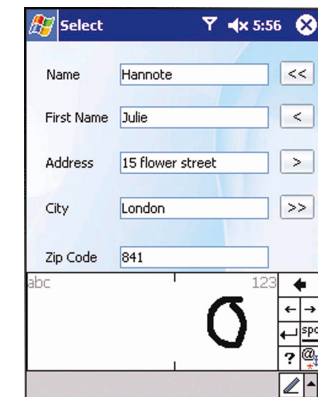 Select 5:56
Name Hannote <<
First Name Julie <
Address 15 flower street >
City London >>
Zip Code 841
abc 123
0
spc
? @